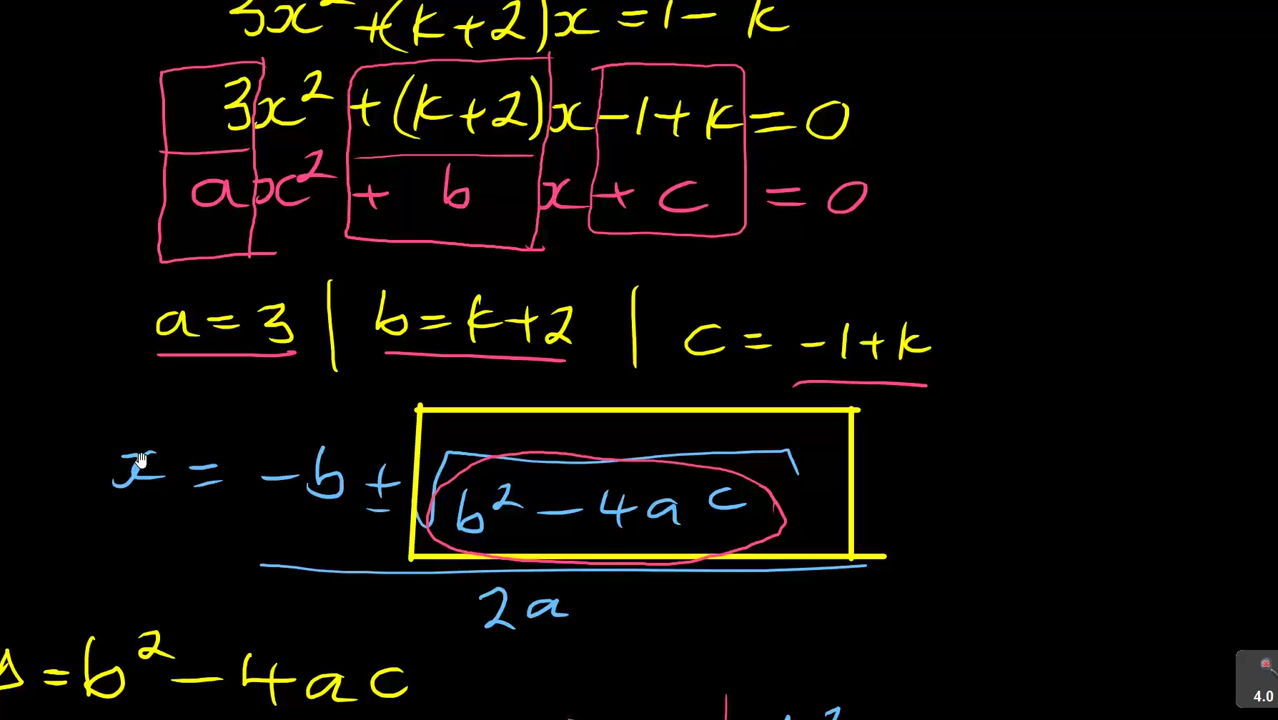 3x² + (k+2)x = 1 - k
3x² + (k+2)x - 1 + k = 0
ax² + b x + c = 0
a = 3 | b = k+2 | c = -1+k
x = -b ± √b² - 4ac
2a
Δ = b² - 4ac
4.0